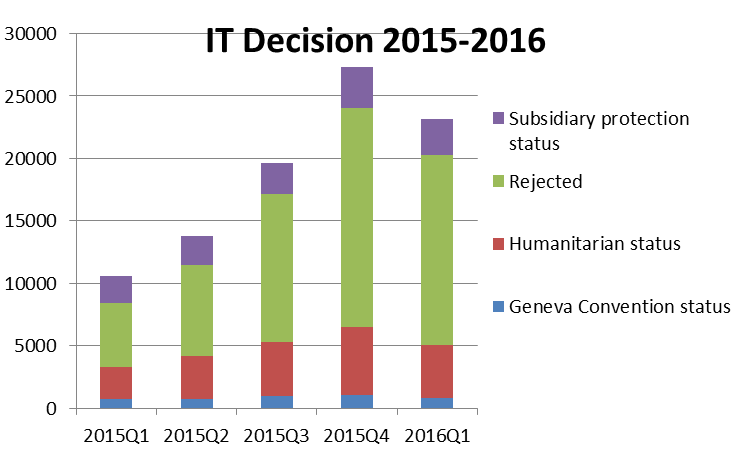 IT Decision 2015-2016
30000
25000
20000
15000
10000
5000
0
2015Q1 2015Q2 2015Q3 2015Q4 2016Q1
Subsidiary protection
status
Rejected
Humanitarian status
Geneva Convention status